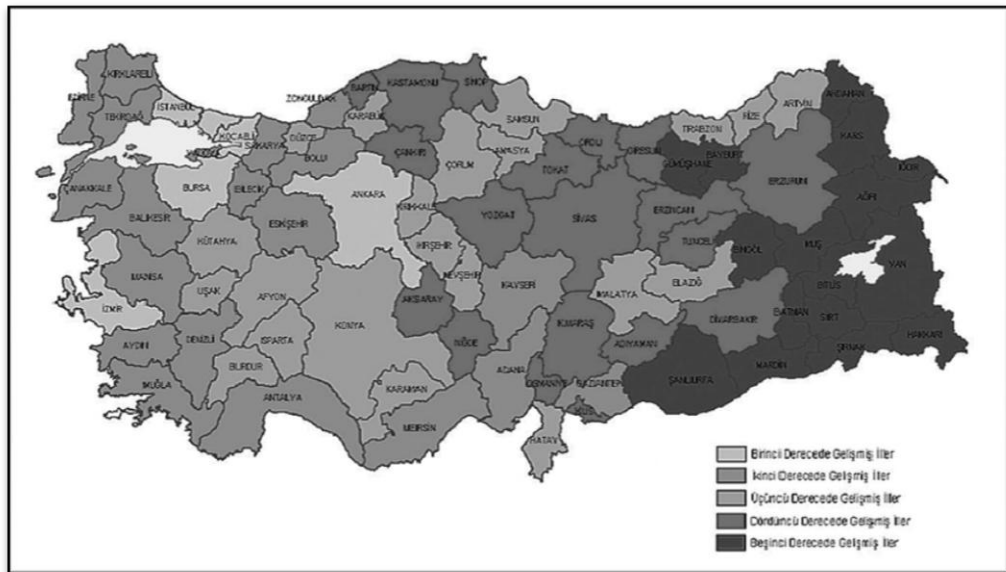 KIRKLARELİ
EDİRNE
TEKİRDAĞ
İSTANBUL
KOCAELİ
SAKARYA
DÜZCE
BOLU
ZONGULDAK
BARTIN
KARABÜK
KASTAMONU
SİNOP
SAMSUN
ÇANKIRI
ÇORUM
AMASYA
TOKAT
ORDU
GİRESUN
GÜMÜŞHANE
TRABZON
BAYBURT
RİZE
ARTVİN
ARDAHAN
KARS
IĞDIR
AĞRI
ERZURUM
ERZİNCAN
ÇANAKKALE
BALIKESİR
BURSA
BİLECİK
ESKİŞEHİR
ANKARA
KIRIKKALE
YOZGAT
SİVAS
TUNCELİ
BİNGÖL
MUŞ
VAN
BİTLİS
KÜTAHYA
MANİSA
UŞAK
AFYON
KIRŞEHİR
NEVŞEHİR
KAYSERİ
MALATYA
ELAZIĞ
İZMİR
AYDIN
DENİZLİ
ISPARTA
BURDUR
KONYA
AKSARAY
NİĞDE
K.MARAŞ
ADIYAMAN
DİYARBAKIR
BATMAN
SİİRT
ŞIRNAK
HAKKARİ
MARDİN
ŞANLIURFA
MUĞLA
ANTALYA
KARAMAN
MERSİN
ADANA
OSMANİYE
GAZİANTEP
HATAY
Birinci Derecede Gelişmiş İller
İkinci Derecede Gelişmiş İller
Üçüncü Derecede Gelişmiş İller
Dördüncü Derecede Gelişmiş İller
Beşinci Derecede Gelişmiş İller